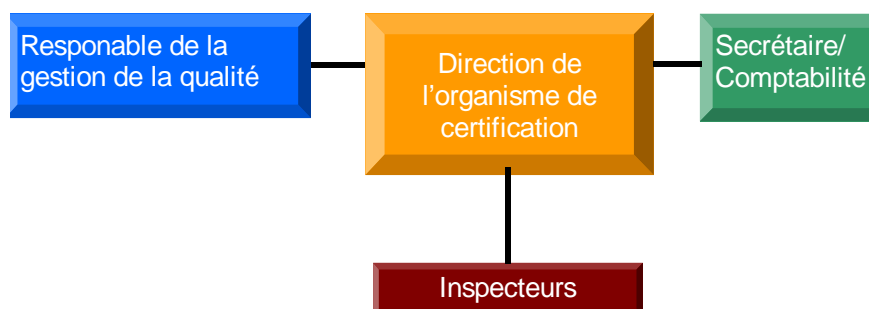 Responable de la
gestion de la qualité
Direction de
l'organisme de
certification
Secrétaire/
Comptabilité
Inspecteurs